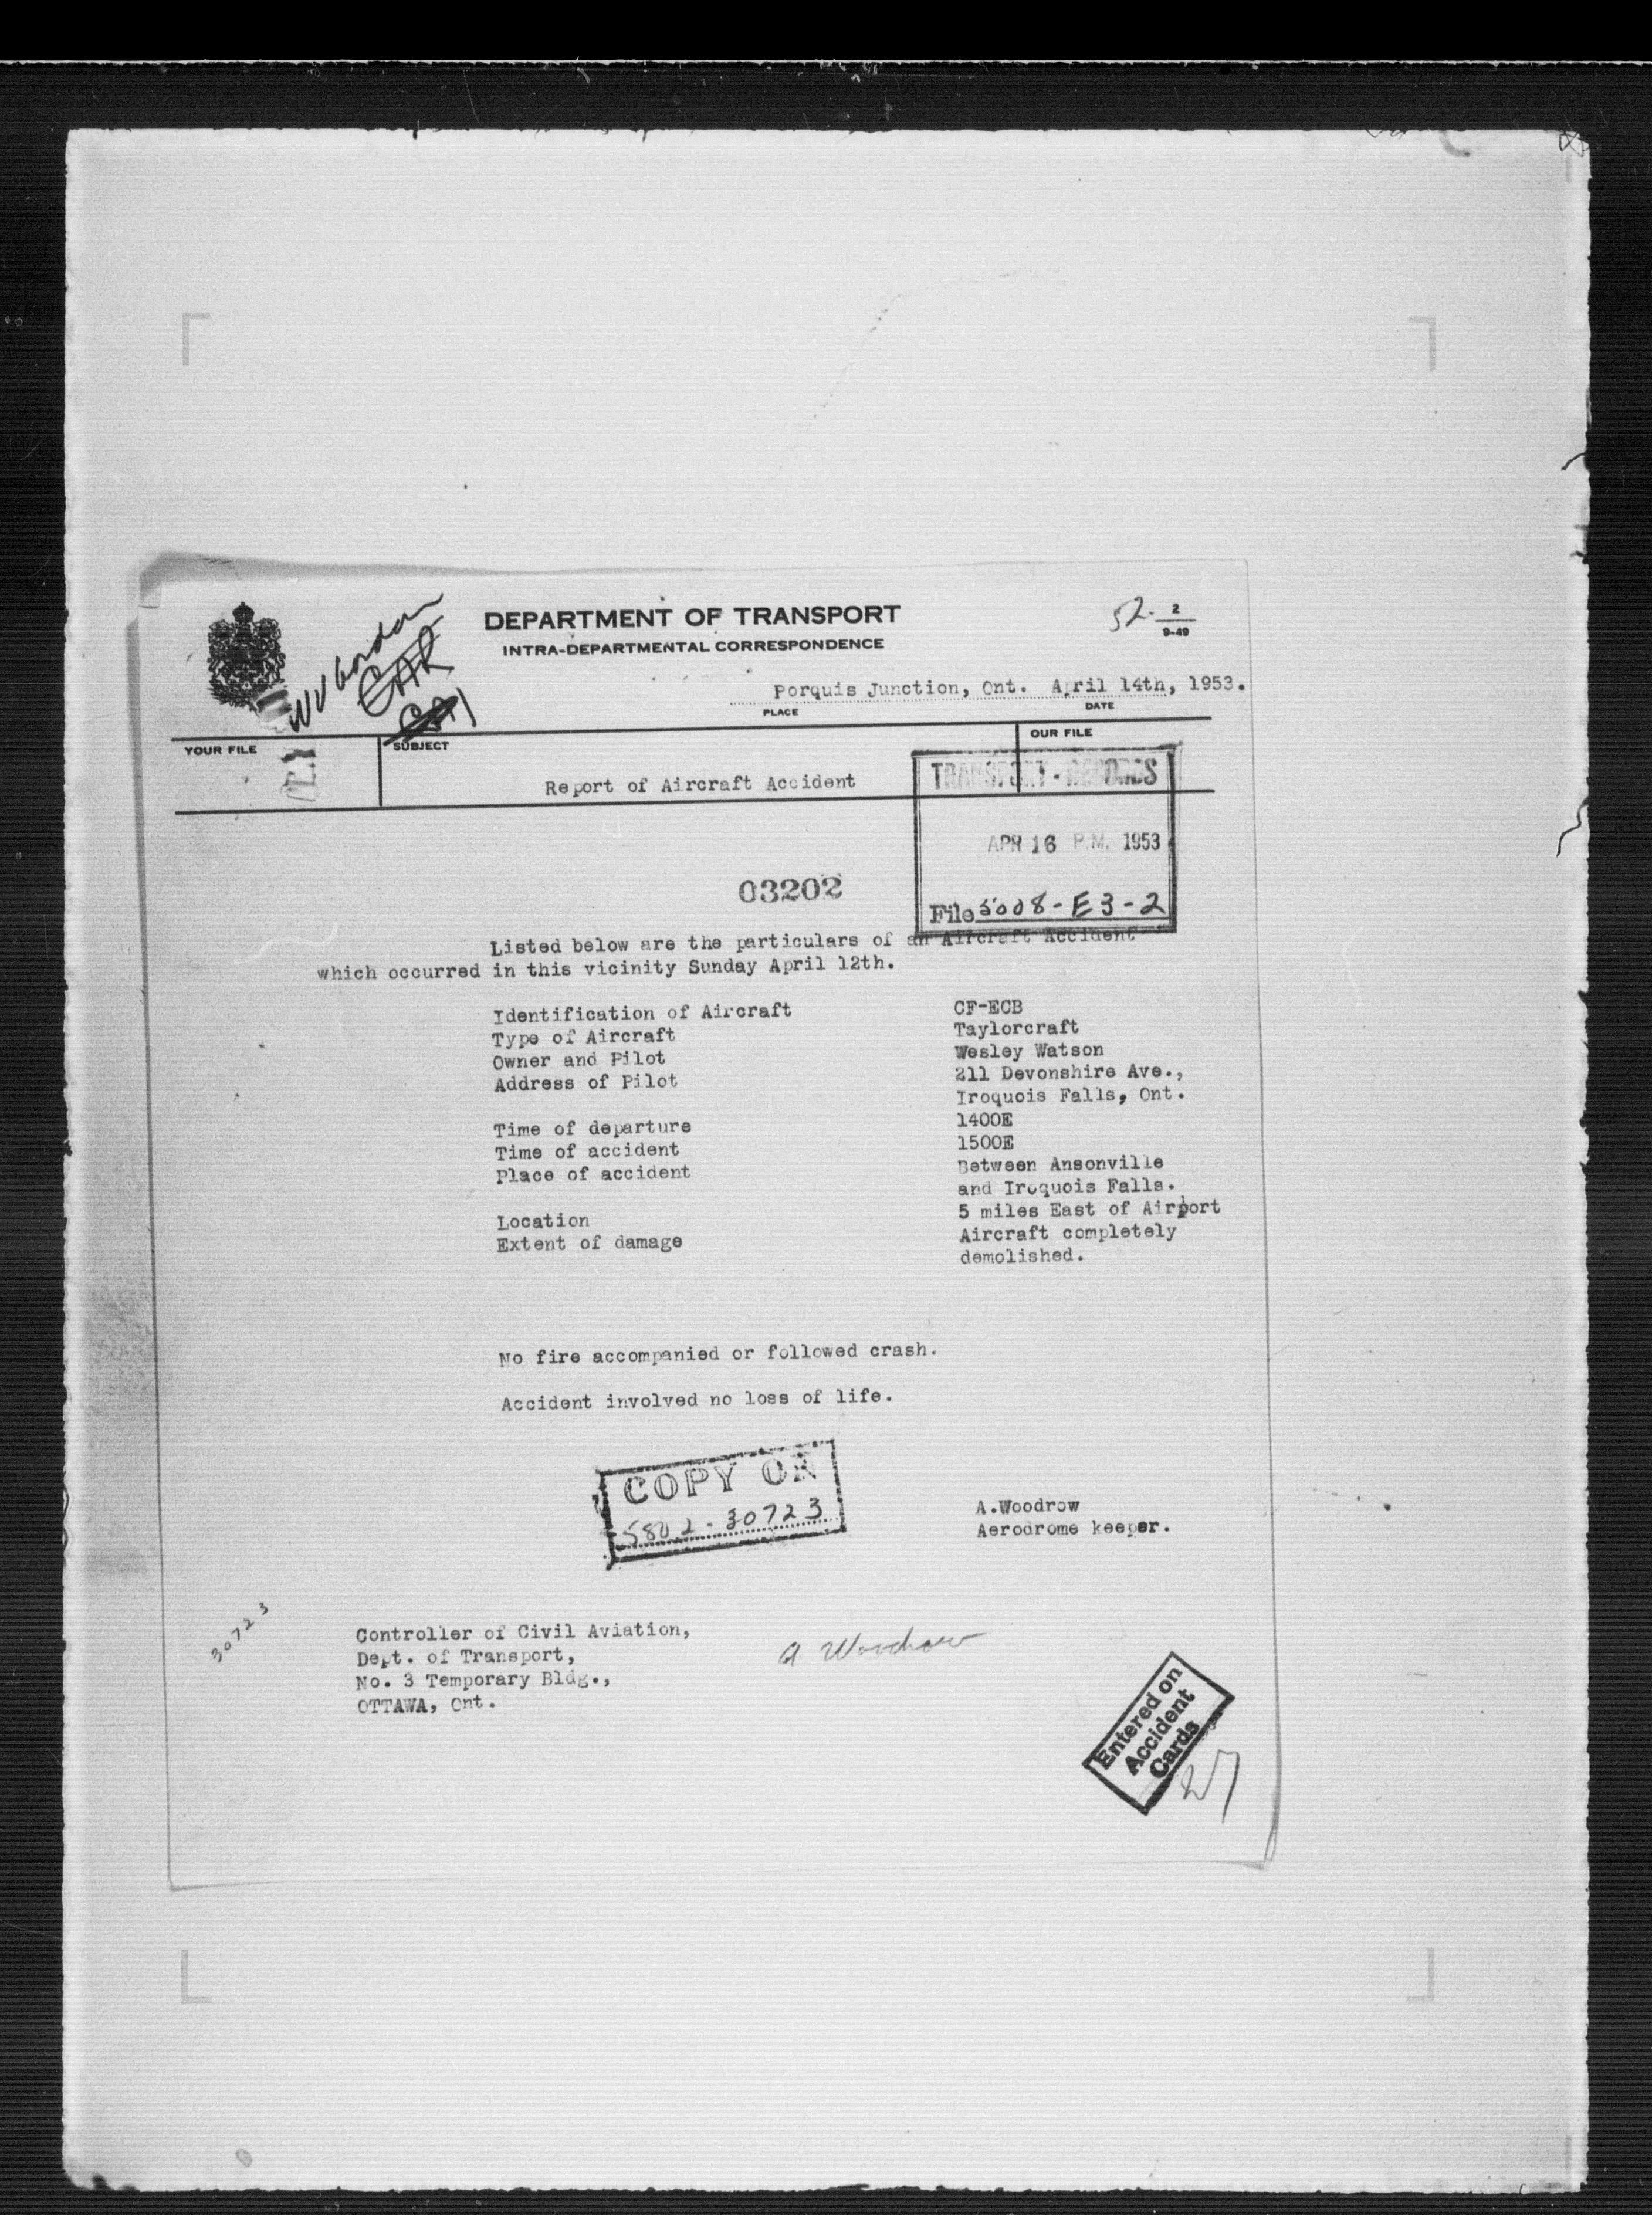 DEPARTMENT OF TRANSPORT
INTRA-DEPARTMENTAL CORRESPONDENCE
52- 2
9-49
Porquis Junction, Ont. April 14th, 1953.
PLACE
DATE
CAR
CAI
YOUR FILE
SUBJECT
OUR FILE
Report of Aircraft Accident
TRANSPORT - RECORDS
APR 16 P.M. 1953
File 5008-E3-2
03202
Listed below are the particulars of an Aircraft Accident
which occurred in this vicinity Sunday April 12th.
Identification of Aircraft CF-ECB
Type of Aircraft Taylorcraft
Owner and Pilot Wesley Watson
Address of Pilot 211 Devonshire Ave.,
Iroquois Falls, Ont.
Time of departure 1400E
Time of accident 1500E
Place of accident Between Ansonville
and Iroquois Falls.
Location 5 miles East of Airport
Extent of damage Aircraft completely
demolished.
No fire accompanied or followed crash.
Accident involved no loss of life.
COPY ON
5802-30723
A.Woodrow
Aerodrome keeper.
30723
Controller of Civil Aviation,
Dept. of Transport,
No. 3 Temporary Bldg.,
OTTAWA, Ont.
A Woodrow
Entered on
Accident
Cards